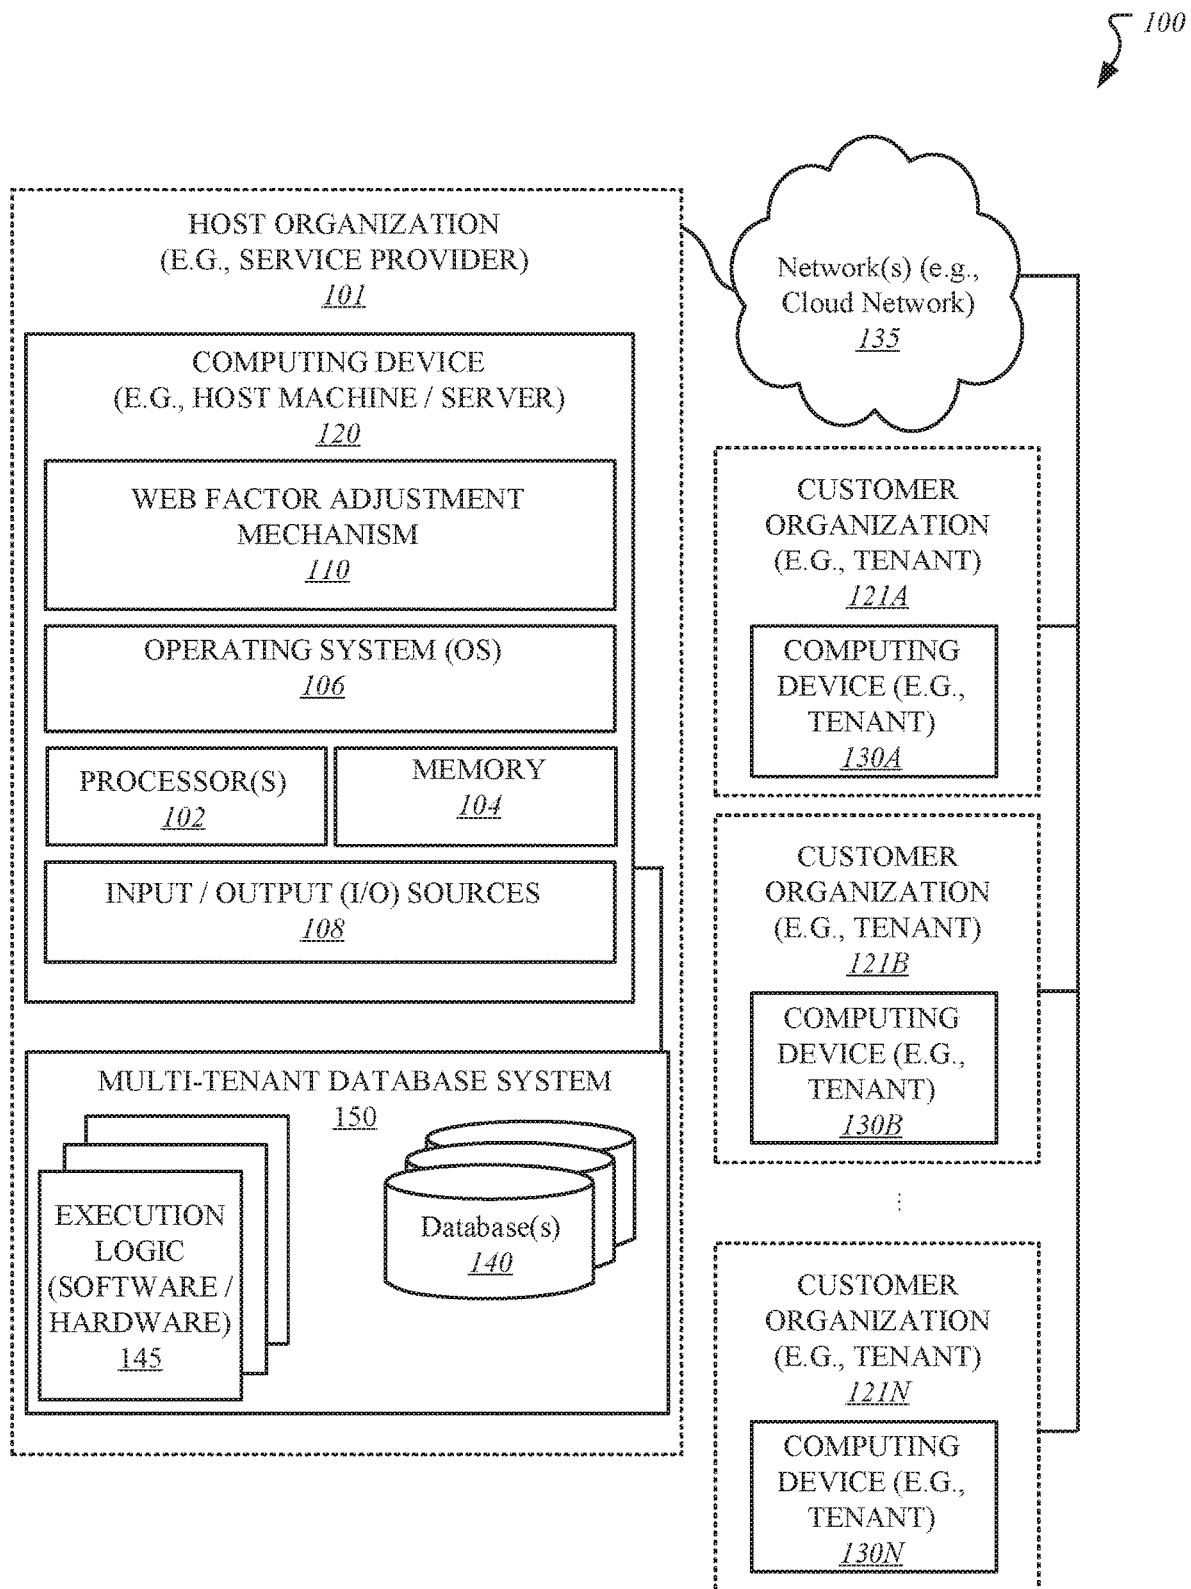 100
HOST ORGANIZATION
(E.G., SERVICE PROVIDER)
101
COMPUTING DEVICE
(E.G., HOST MACHINE / SERVER)
120
WEB FACTOR ADJUSTMENT
MECHANISM
110
OPERATING SYSTEM (OS)
106
PROCESSOR(S)
102
MEMORY
104
INPUT / OUTPUT (I/O) SOURCES
108
MULTI-TENANT DATABASE SYSTEM
150
EXECUTION
LOGIC
(SOFTWARE /
HARDWARE)
145
Database(s)
140
Network(s) (e.g.,
Cloud Network)
135
CUSTOMER
ORGANIZATION
(E.G., TENANT)
121A
COMPUTING
DEVICE (E.G.,
TENANT)
130A
CUSTOMER
ORGANIZATION
(E.G., TENANT)
121B
COMPUTING
DEVICE (E.G.,
TENANT)
130B
...
CUSTOMER
ORGANIZATION
(E.G., TENANT)
121N
COMPUTING
DEVICE (E.G.,
TENANT)
130N